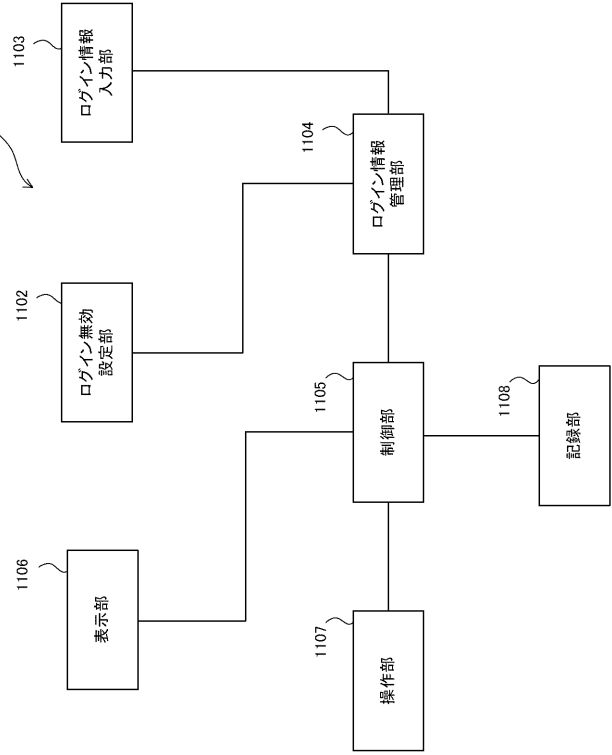 1106
表示部
1102
ログイン無効
設定部
1103
ログイン情報
入力部
1107
操作部
1105
制御部
1104
ログイン情報
管理部
1108
記録部